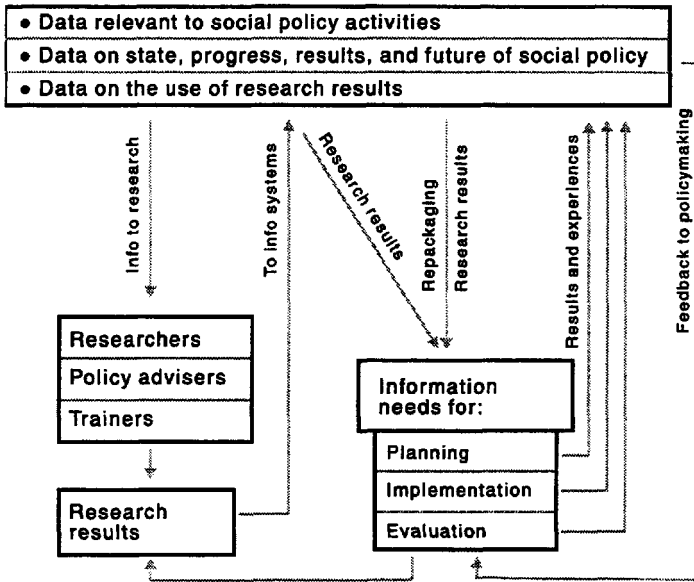 • Data relevant to social policy activities
• Data on state, progress, results, and future of social policy
• Data on the use of research results
Info to research
To info systems
Research results
Repackaging
Research results
Results and experiences
Feedback to policymaking
Researchers
Policy advisers
Trainers
Research
results
Information
needs for:
Planning
Implementation
Evaluation